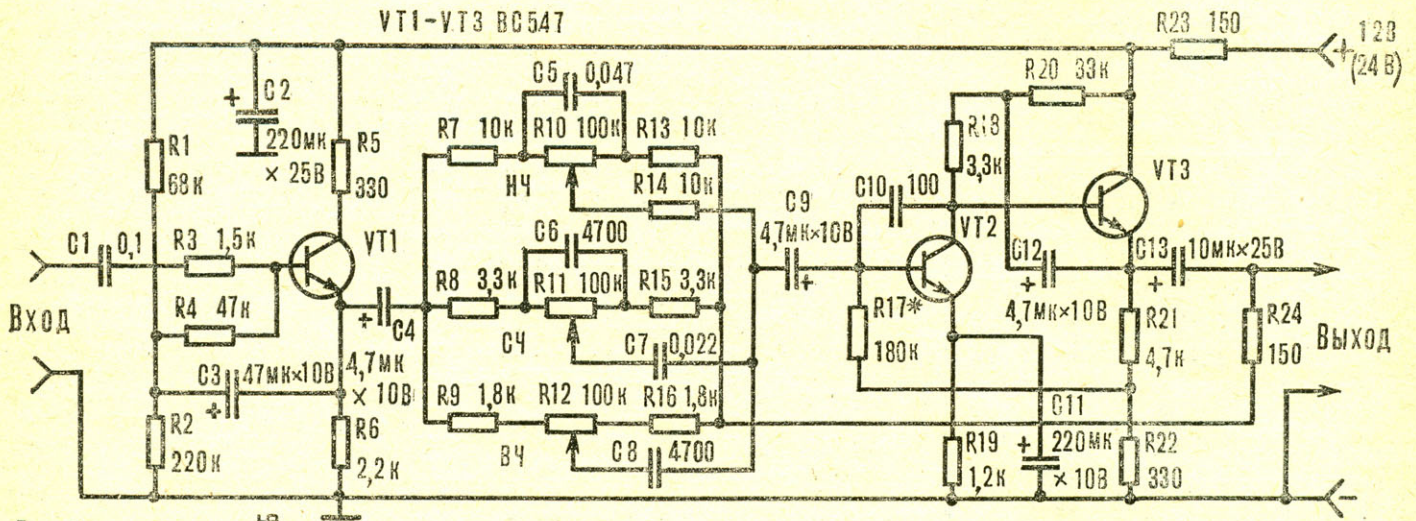 VT1-VT3 BC547
R23 150
+ 12В
(24В)
C5 0,047
R20 33к
+ C2
220мк
× 25В
R7 10к R10 100к R13 10к
R1
68к
R5
330
НЧ
R14 10к
R18
3,3к
VT3
C10 100
C9
4,7мк×10В
+
VT2
C6 4700
C1 0,1
R3 1,5к
VT1
R8 3,3к R11 100к R15 3,3к
C12
+
4,7мк×10В
C13 10мк×25В
+
R4 47к
+ C4
4,7мк
× 10В
Вход
СЧ
C7 0,022
R17*
180к
R21
4,7к
R24
150
Выход
C3 47мк×10В
+
R9 1,8к R12 100к R16 1,8к
R2
220к
R6
2,2к
ВЧ
C8 4700
C11
+ 220мк
× 10В
R19
1,2к
R22
330
-